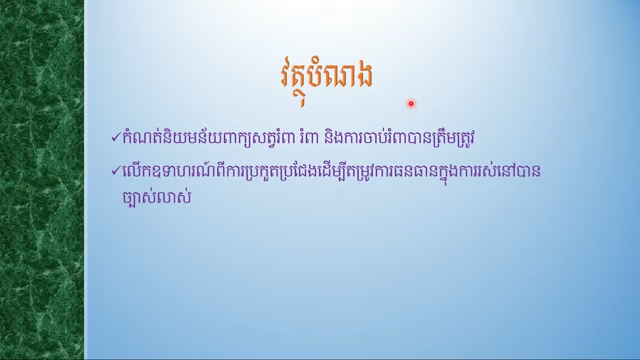 វត្ថុបំណង
✓កំណត់និយមន័យពាក្យសត្វរំពា រំពា និងការចាប់រំពាបានត្រឹមត្រូវ
✓លើកឧទាហរណ៍ពីការប្រកួតប្រជែងដើម្បីតម្រូវការធនធានក្នុងការរស់នៅបាន
ច្បាស់លាស់